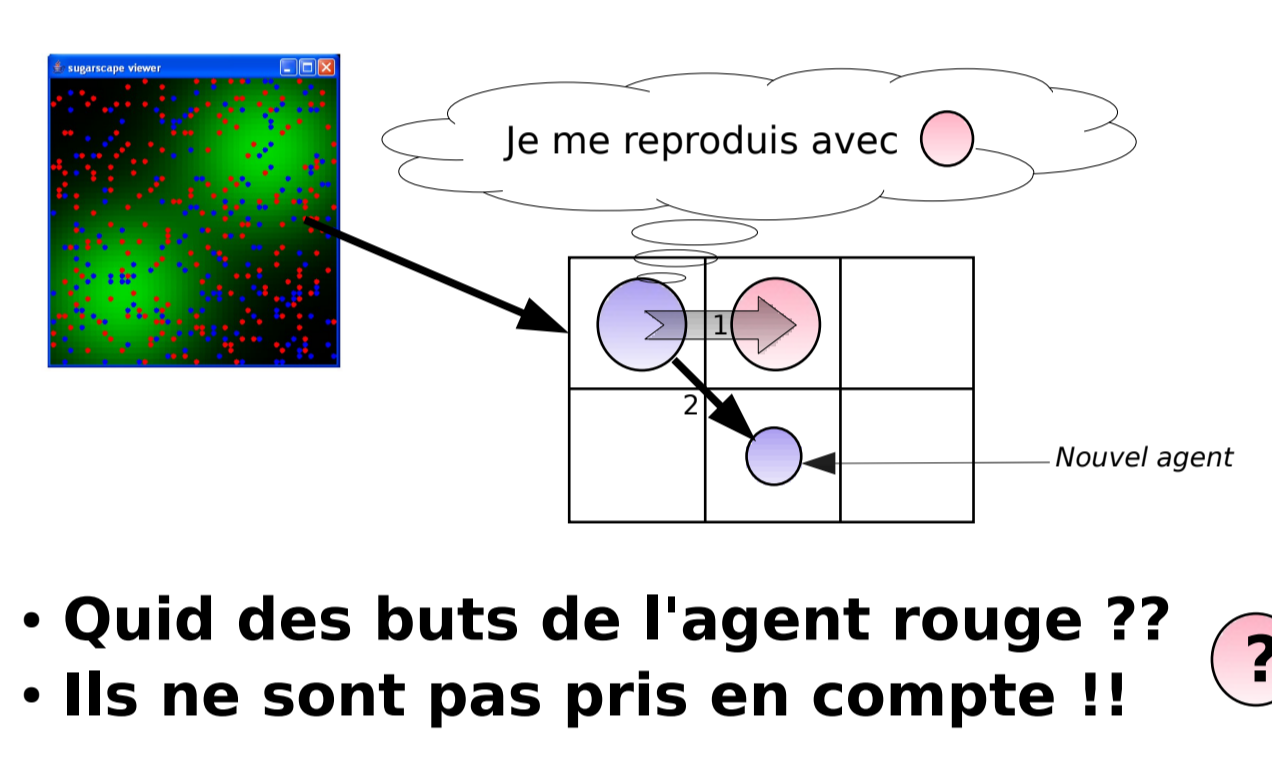 sugarscape viewer
Je me reproduis avec
1
2
Nouvel agent
• Quid des buts de l'agent rouge ??
?
• Ils ne sont pas pris en compte !!